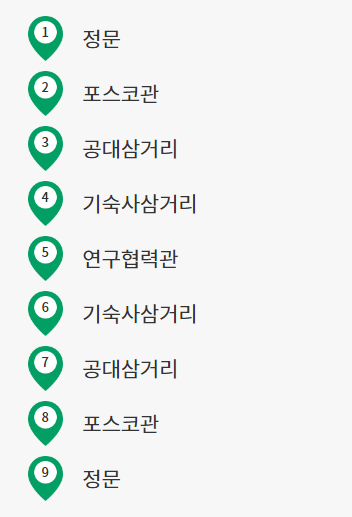 1 정문
2 포스코관
3 공대삼거리
4 기숙사삼거리
5 연구협력관
6 기숙사삼거리
7 공대삼거리
8 포스코관
9 정문